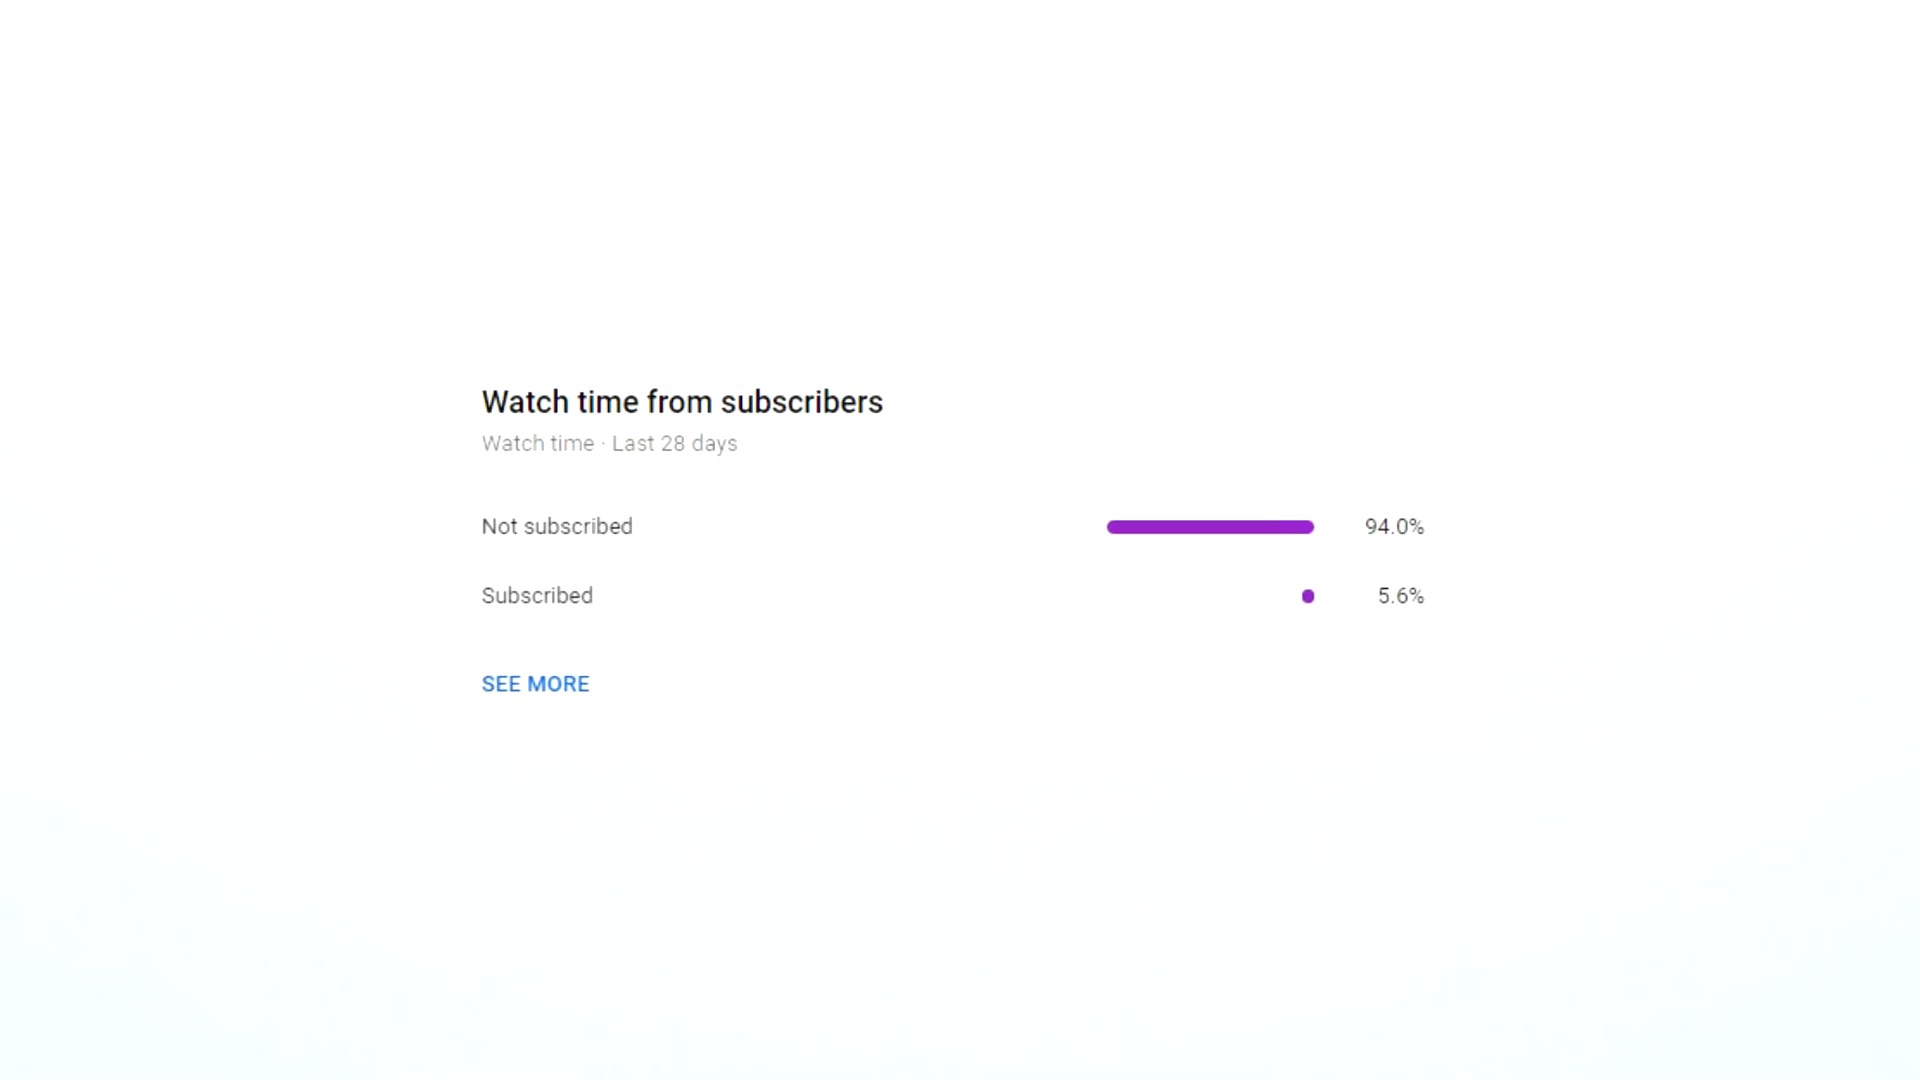 Watch time from subscribers
Watch time · Last 28 days
Not subscribed 94.0%
Subscribed 5.6%
SEE MORE